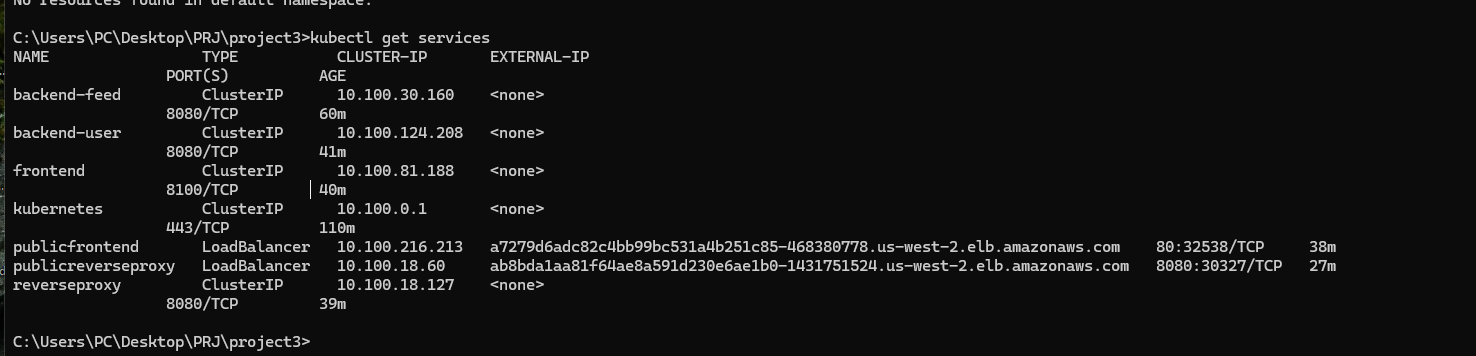 No resources found in default namespace.
C:\Users\PC\Desktop\PRJ\project3>kubectl get services
NAME                 TYPE           CLUSTER-IP       EXTERNAL-IP
                 PORT(S)          AGE
backend-feed         ClusterIP      10.100.30.160    <none>
                 8080/TCP         60m
backend-user         ClusterIP      10.100.124.208   <none>
                 8080/TCP         41m
frontend             ClusterIP      10.100.81.188    <none>
                 8100/TCP         40m
kubernetes           ClusterIP      10.100.0.1       <none>
                 443/TCP          110m
publicfrontend       LoadBalancer   10.100.216.213   a7279d6adc82c4bb99bc531a4b251c85-468380778.us-west-2.elb.amazonaws.com    80:32538/TCP     38m
publicreverseproxy   LoadBalancer   10.100.18.60     ab8bda1aa81f64ae8a591d230e6ae1b0-1431751524.us-west-2.elb.amazonaws.com   8080:30327/TCP   27m
reverseproxy         ClusterIP      10.100.18.127    <none>
                 8080/TCP         39m
C:\Users\PC\Desktop\PRJ\project3>